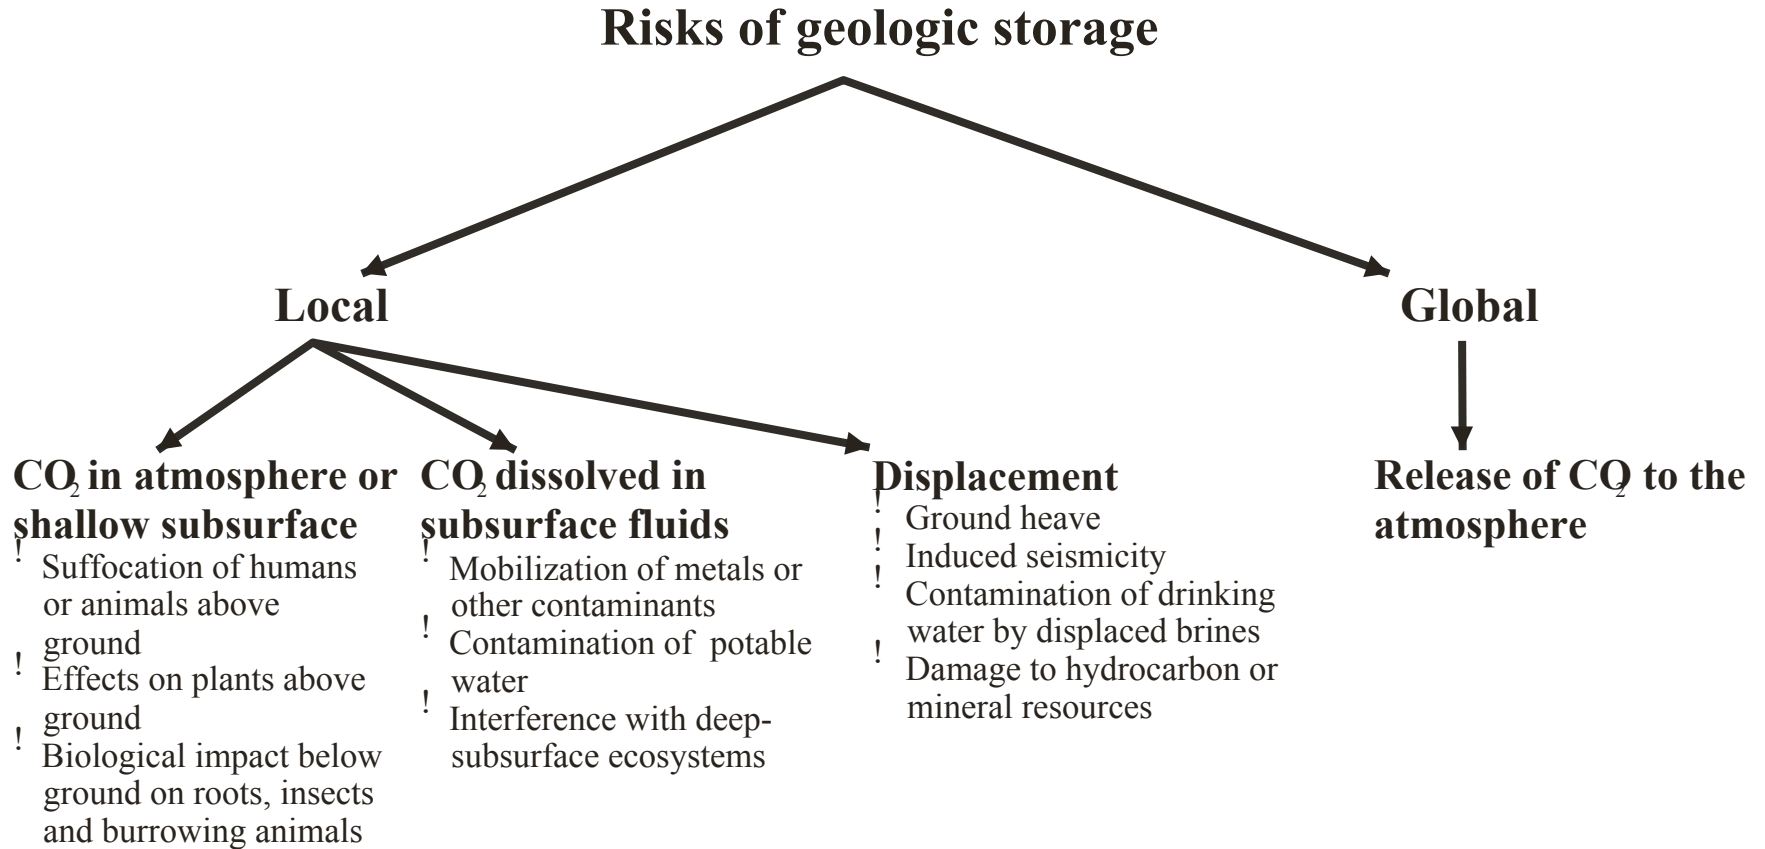 Risks of geologic storage
Local
Global
CO₂ in atmosphere or
shallow subsurface
! Suffocation of humans
or animals above
ground
! Effects on plants above
ground
! Biological impact below
ground on roots, insects
and burrowing animals
CO₂ dissolved in
subsurface fluids
! Mobilization of metals or
other contaminants
! Contamination of potable
water
! Interference with deep-
subsurface ecosystems
Displacement
! Ground heave
! Induced seismicity
! Contamination of drinking
water by displaced brines
! Damage to hydrocarbon or
mineral resources
Release of CO₂ to the
atmosphere